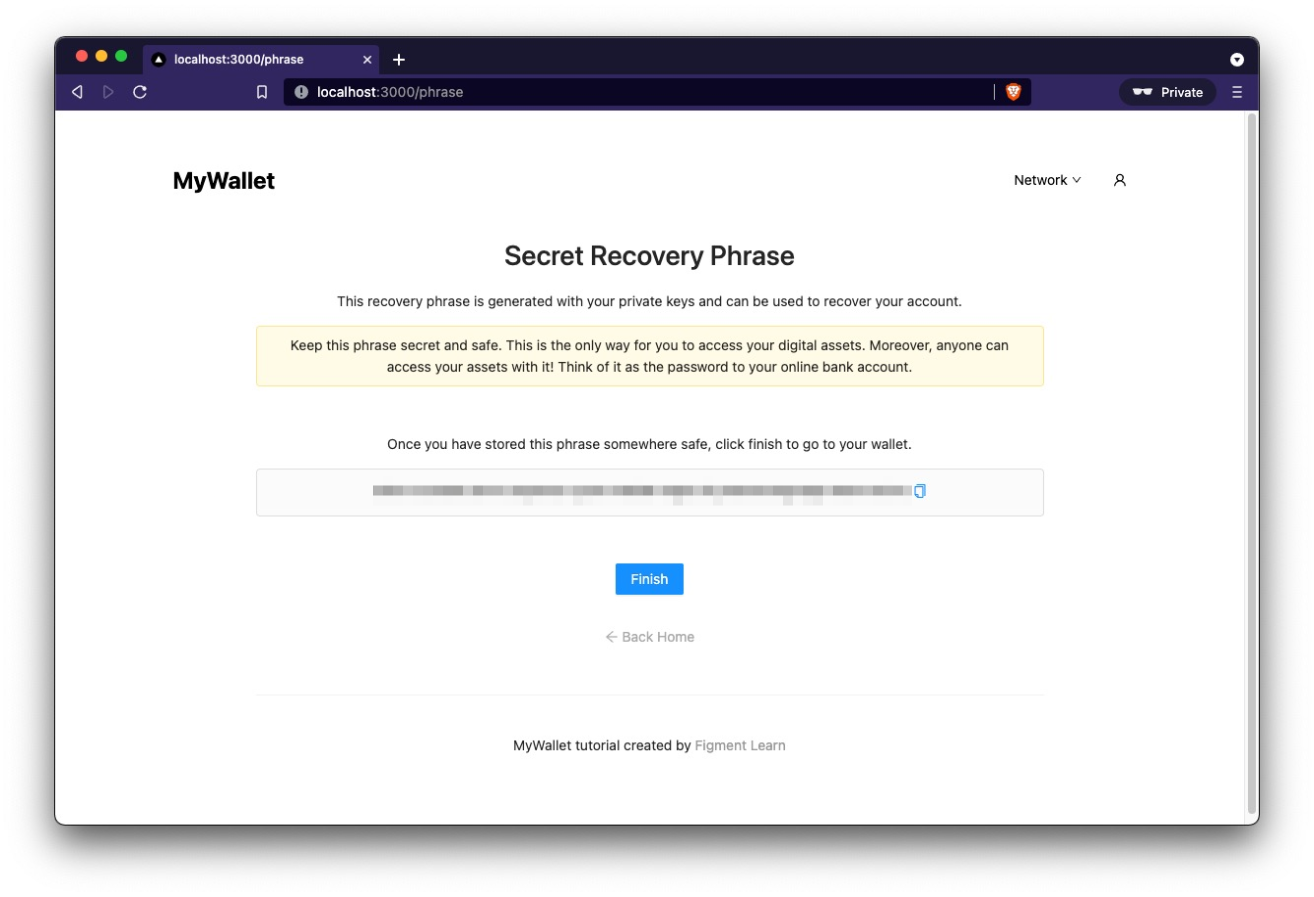 localhost:3000/phrase
localhost:3000/phrase
Private
MyWallet
Network
Secret Recovery Phrase
This recovery phrase is generated with your private keys and can be used to recover your account.
Keep this phrase secret and safe. This is the only way for you to access your digital assets. Moreover, anyone can
access your assets with it! Think of it as the password to your online bank account.
Once you have stored this phrase somewhere safe, click finish to go to your wallet.
Finish
Back Home
MyWallet tutorial created by Figment Learn